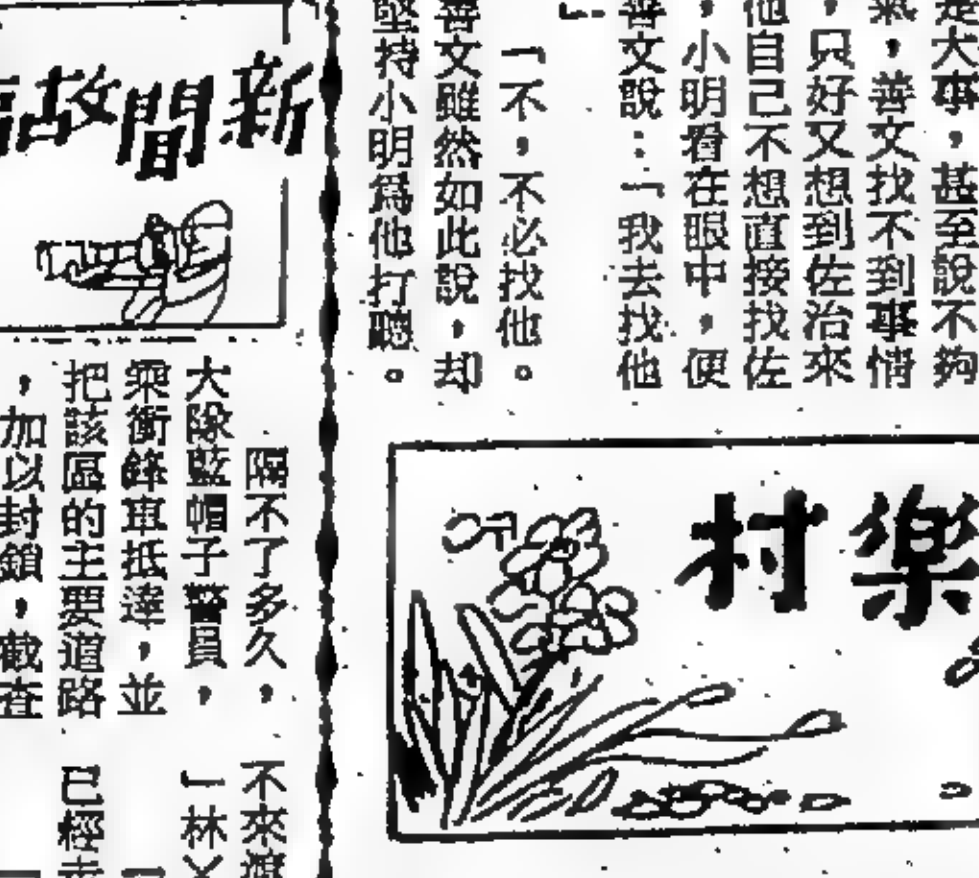 是大事，甚至說不夠
氣，善文找不到事情
，只好又想到佐治來
他自己不想直接找佐
，小明看在眼中，便
善文說：「我去找他
」
「不，不必找他。
善文雖然如此說，却
堅持小明爲他打聽。
樂村
新聞故
隔不了多久，
大隊藍帽子警員，
乘衝鋒車抵達，並
把該區的主要道路
，加以封鎖，截查
不來
」林
已經走